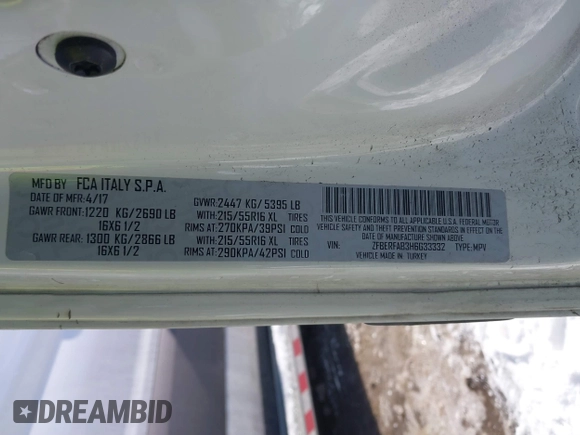 MFD BY FCA ITALY S.P.A.
DATE OF MFR: 4/17 GVWR: 2447 KG/ 5395 LB
GAWR FRONT: 1220 KG/2690 LB WITH: 215/55R16 XL TIRES
16X6 1/2 RIMS AT: 270KPA/39PSI COLD
GAWR REAR: 1300 KG/2866 LB WITH: 215/55R16 XL TIRES
16X6 1/2 RIMS AT: 290KPA/42PSI COLD
THIS VEHICLE CONFORMS TO ALL APPLICABLE U.S.A. FEDERAL MOTOR
VEHICLE SAFETY AND THEFT PREVENTION STANDARDS IN EFFECT ON THE
DATE OF MANUFACTURE SHOWN ABOVE.
VIN: ZFBERFAB3H6G33332 TYPE: MPV
VEHICLE MADE IN: TURKEY
DREAMBID